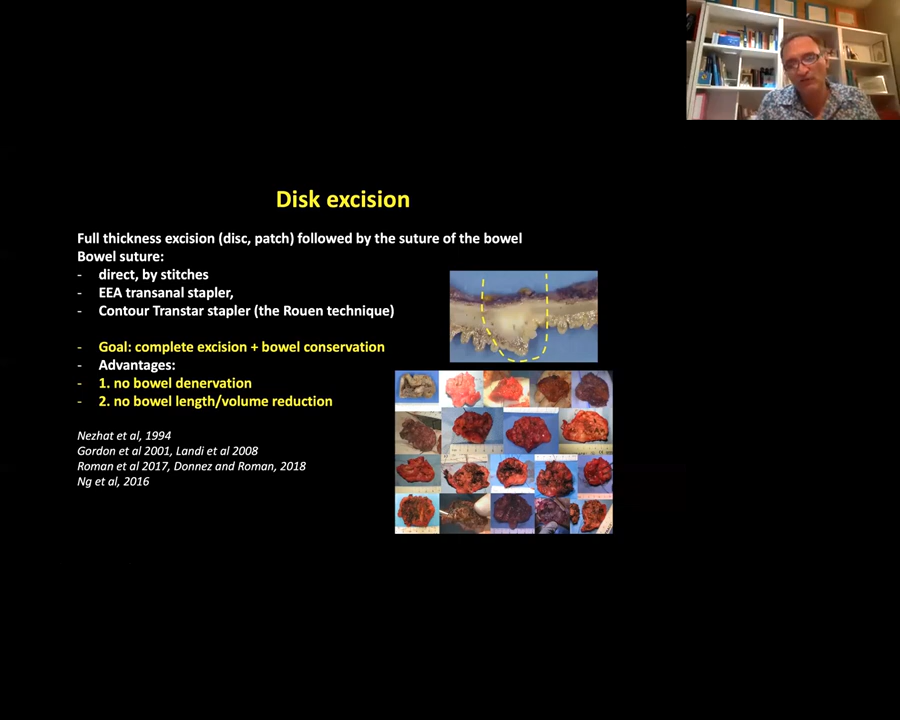 Disk excision
Full thickness excision (disc, patch) followed by the suture of the bowel
Bowel suture:
- direct, by stitches
- EEA transanal stapler,
- Contour Transtar stapler (the Rouen technique)
- Goal: complete excision + bowel conservation
- Advantages:
- 1. no bowel denervation
- 2. no bowel length/volume reduction
Nezhat et al, 1994
Gordon et al 2001, Landi et al 2008
Roman et al 2017, Donnez and Roman, 2018
Ng et al, 2016